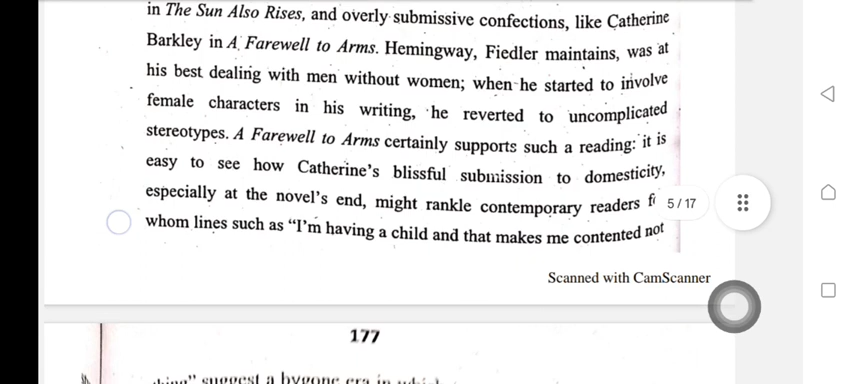 in The Sun Also Rises, and overly submissive confections, like Catherine
Barkley in A Farewell to Arms. Hemingway, Fiedler maintains, was at
his best dealing with men without women; when he started to involve
female characters in his writing, he reverted to uncomplicated
stereotypes. A Farewell to Arms certainly supports such a reading: it is
easy to see how Catherine's blissful submission to domesticity,
especially at the novel's end, might rankle contemporary readers
5 / 17
whom lines such as "I'm having a child and that makes me contented not
Scanned with CamScanner
177
suggest a bygone era in